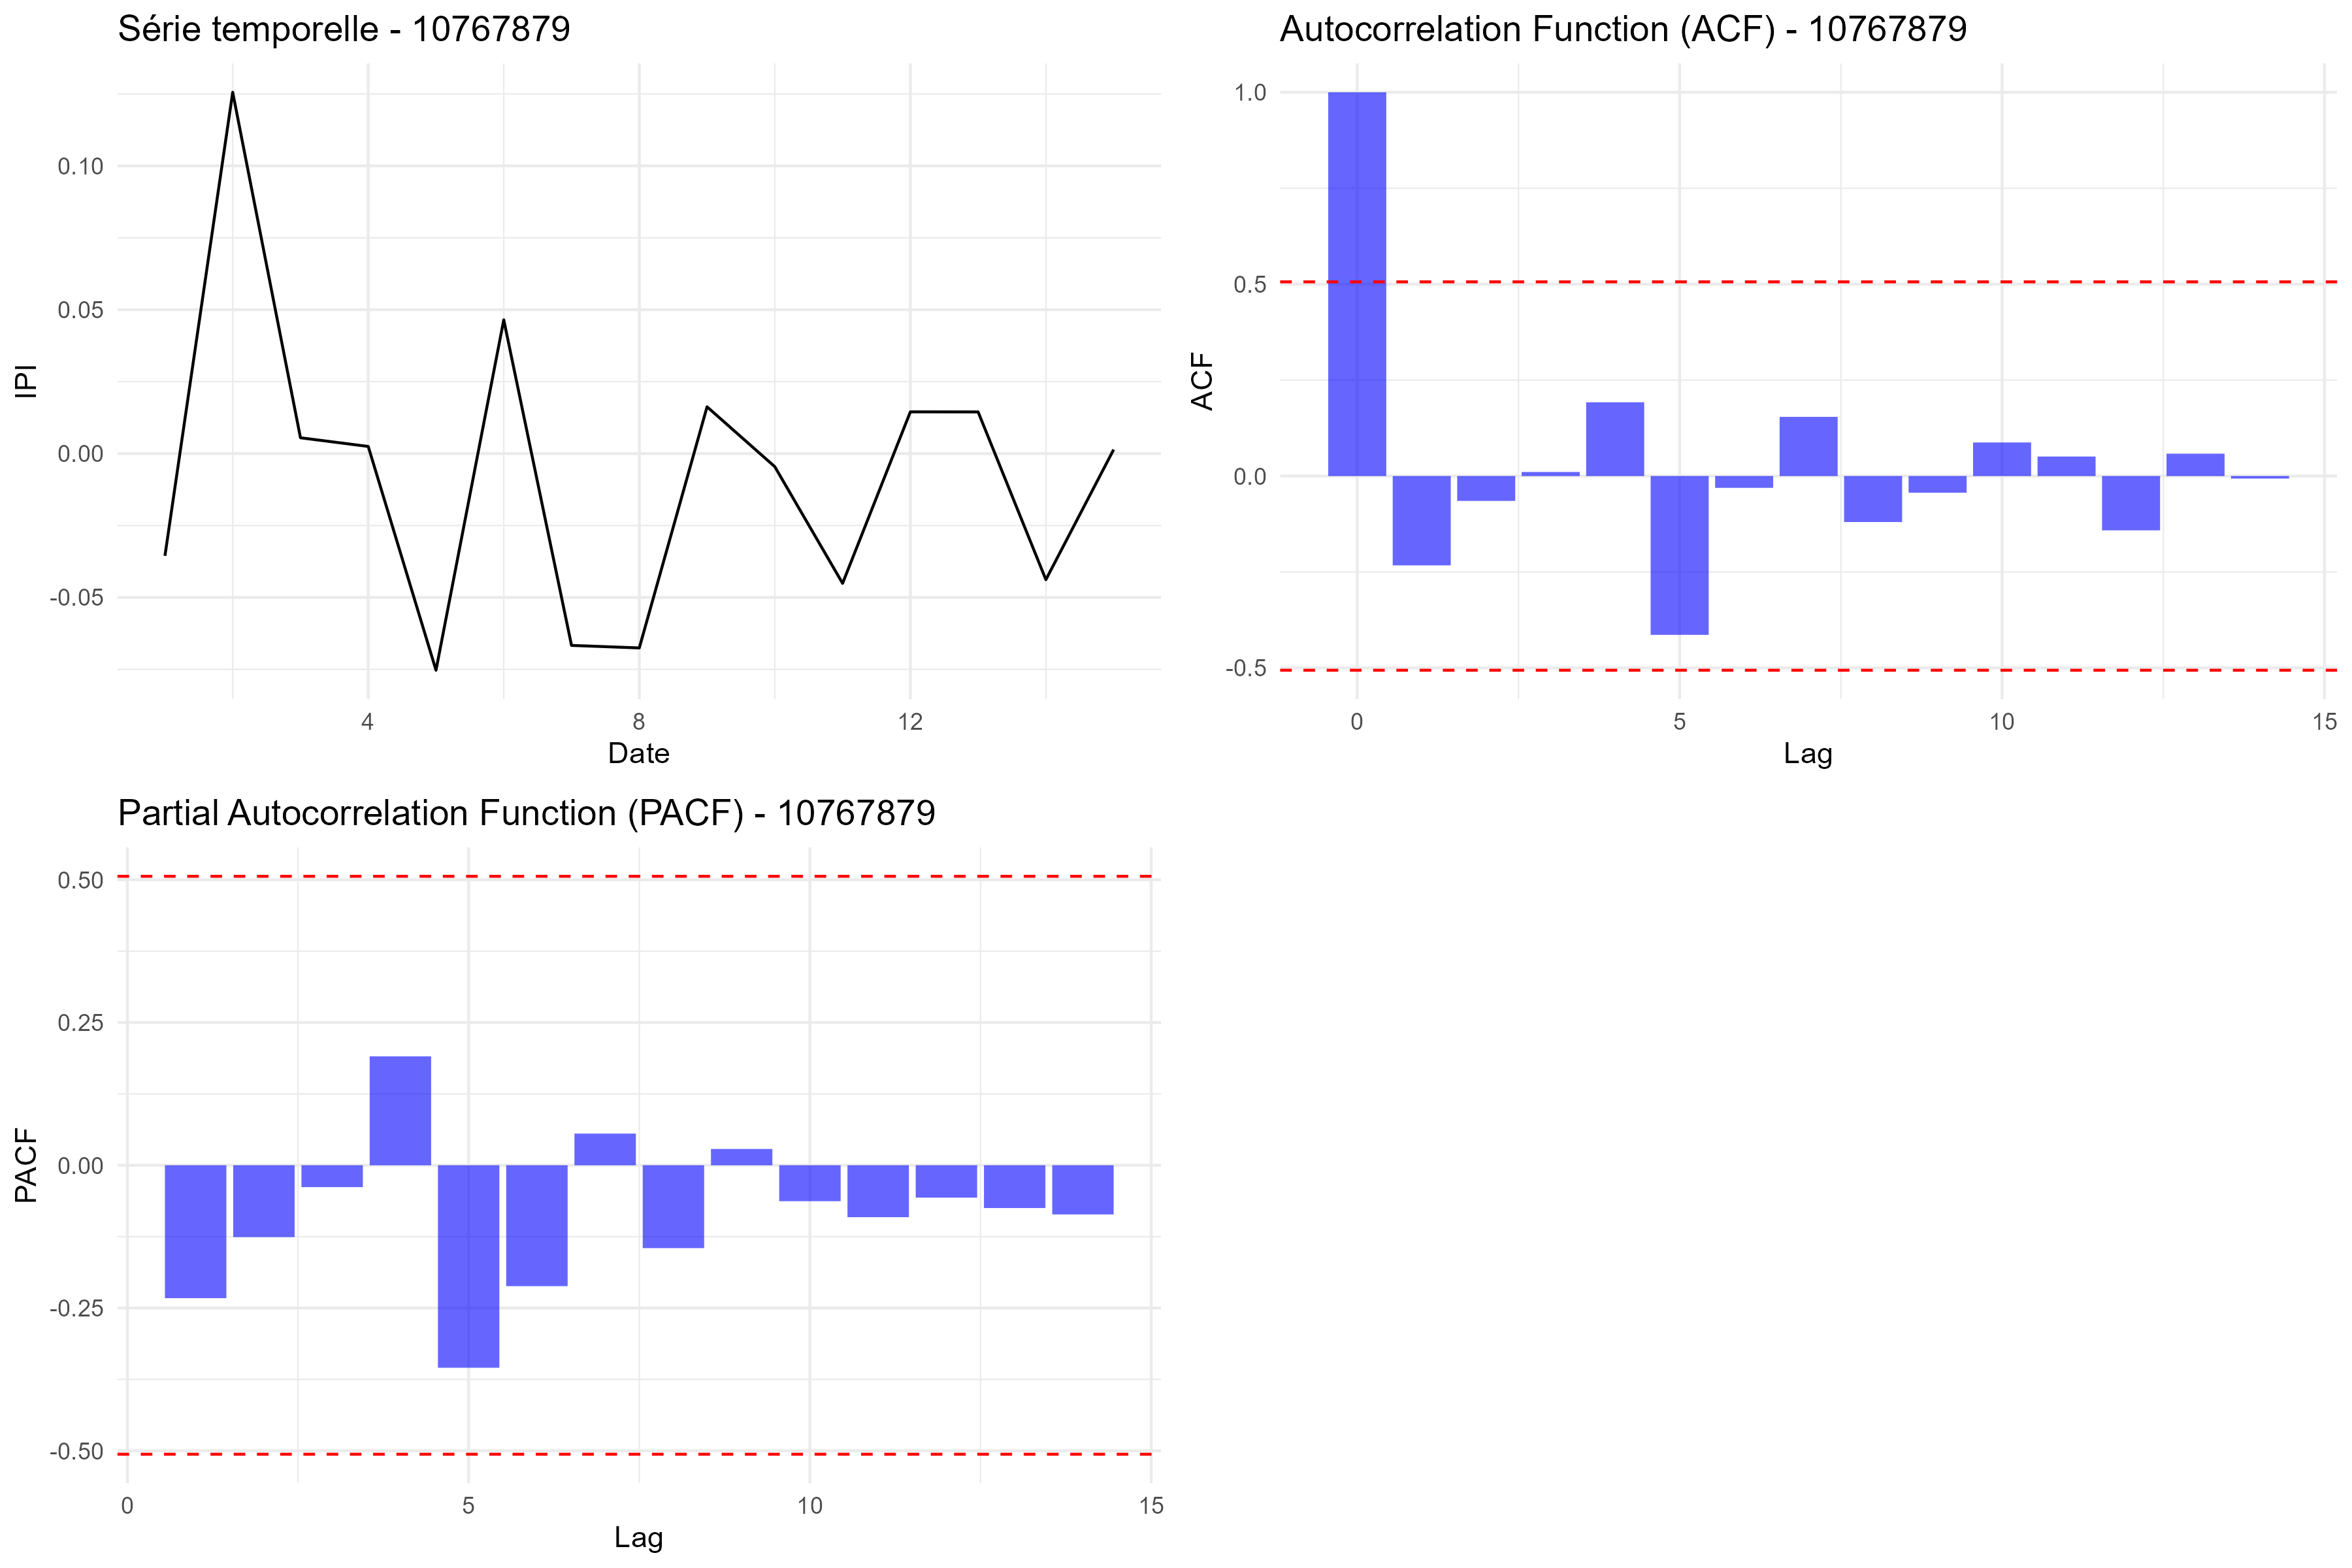 Série temporelle - 10767879
IPI
0.10
0.05
0.00
-0.05
4
8
12
Date
Autocorrelation Function (ACF) - 10767879
ACF
1.0
0.5
0.0
-0.5
0
5
10
15
Lag
Partial Autocorrelation Function (PACF) - 10767879
PACF
0.50
0.25
0.00
-0.25
-0.50
0
5
10
15
Lag